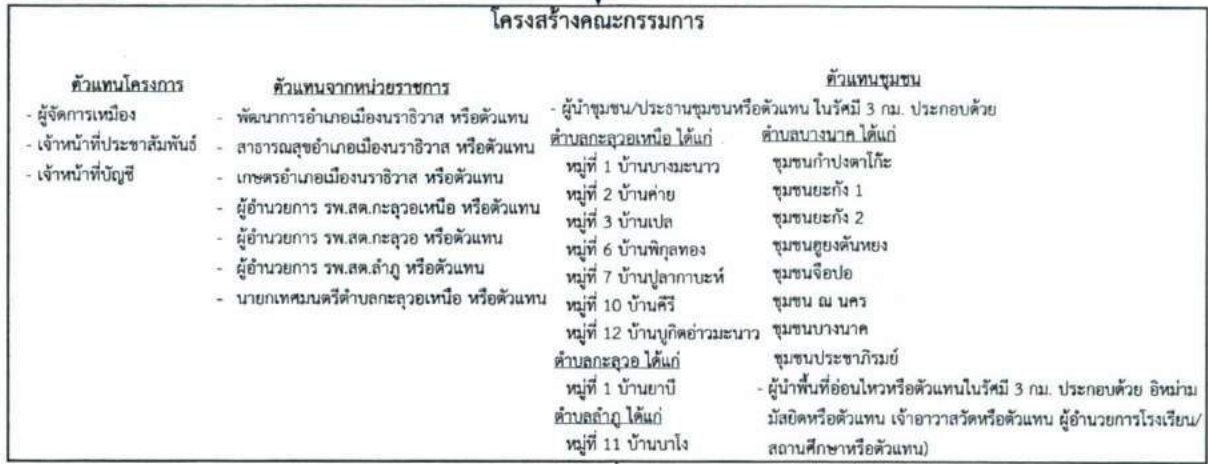 โครงสร้างคณะกรรมการ
ตัวแทนโครงการ
- ผู้จัดการเหมือง
- เจ้าหน้าที่ประชาสัมพันธ์
- เจ้าหน้าที่บัญชี
ตัวแทนจากหน่วยราชการ
- พัฒนาการอำเภอเมืองนราธิวาส หรือตัวแทน
- สาธารณสุขอำเภอเมืองนราธิวาส หรือตัวแทน
- เกษตรอำเภอเมืองนราธิวาส หรือตัวแทน
- ผู้อำนวยการ รพ.สต.กะลุวอเหนือ หรือตัวแทน
- ผู้อำนวยการ รพ.สต.กะลุวอ หรือตัวแทน
- ผู้อำนวยการ รพ.สต.ลำภู หรือตัวแทน
- นายกเทศมนตรีตำบลกะลุวอเหนือ หรือตัวแทน
ตัวแทนชุมชน
- ผู้นำชุมชน/ประธานชุมชนหรือตัวแทน ในรัศมี 3 กม. ประกอบด้วย
ตำบลกะลุวอเหนือ ได้แก่
หมู่ที่ 1 บ้านบางมะนาว
หมู่ที่ 2 บ้านค่าย
หมู่ที่ 3 บ้านเปล
หมู่ที่ 6 บ้านพิกุลทอง
หมู่ที่ 7 บ้านปูลากาบะห์
หมู่ที่ 10 บ้านคีรี
หมู่ที่ 12 บ้านบูกิตอ่าวมะนาว
ตำบลกะลุวอ ได้แก่
หมู่ที่ 1 บ้านยาบี
ตำบลลำภู ได้แก่
หมู่ที่ 11 บ้านบาโง
ตำบลบางนาค ได้แก่
ชุมชนกำปงตาโก๊ะ
ชุมชนยะกัง 1
ชุมชนยะกัง 2
ชุมชนฮูยงตันหยง
ชุมชนจือปอ
ชุมชน ณ นคร
ชุมชนบางนาค
ชุมชนประชาภิรมย์
- ผู้นำพื้นที่อ่อนไหวหรือตัวแทนในรัศมี 3 กม. ประกอบด้วย อิหม่าม
มัสยิดหรือตัวแทน เจ้าอาวาสวัดหรือตัวแทน ผู้อำนวยการโรงเรียน/
สถานศึกษาหรือตัวแทน)